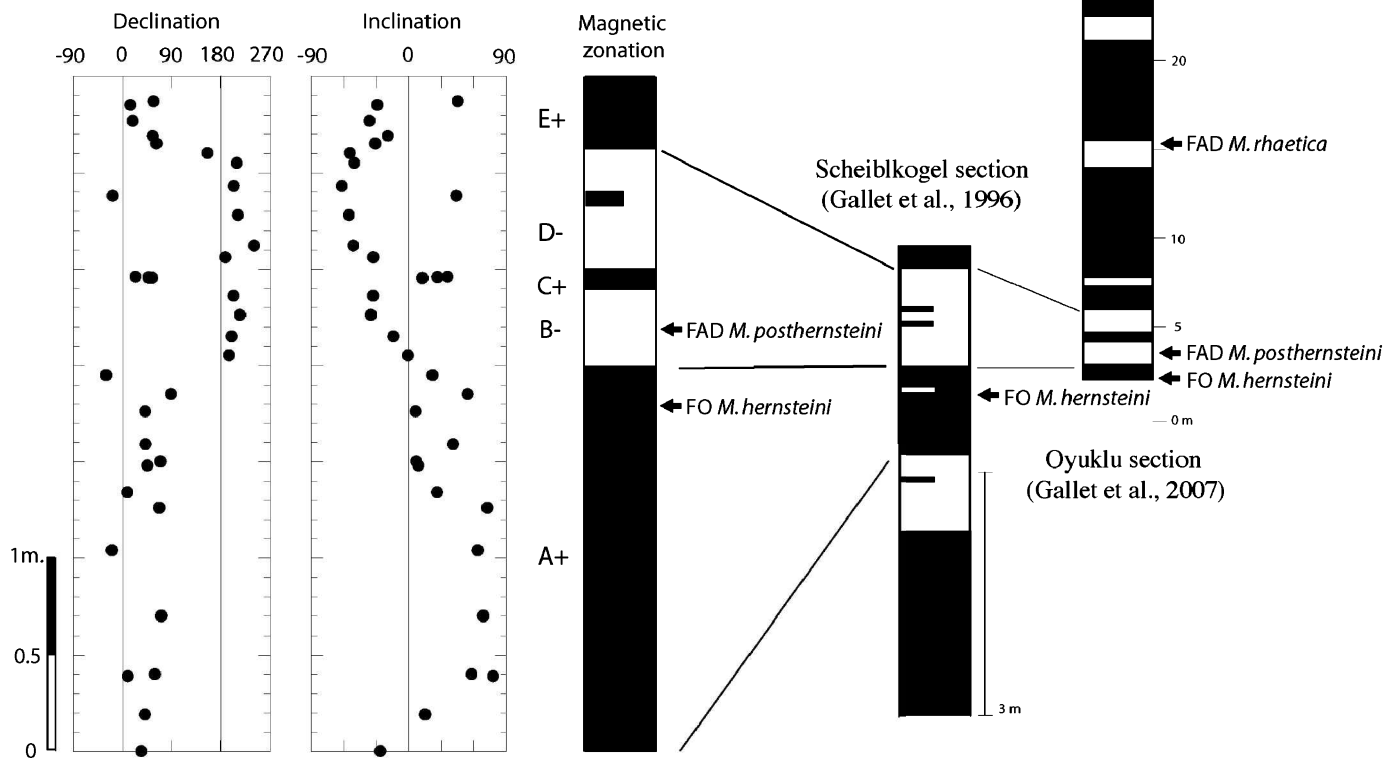 Declination
-90 0 90 180 270
Inclination
-90 0 90
Magnetic
zonation
E+
D-
C+
B-
A+
1m.
0.5
0
FAD M. posthernsteini
FO M. hernsteini
Scheiblkogel section
(Gallet et al., 1996)
FO M. hernsteini
3 m
20
FAD M. rhaetica
10
5
FAD M. posthernsteini
FO M. hernsteini
0 m
Oyuklu section
(Gallet et al., 2007)